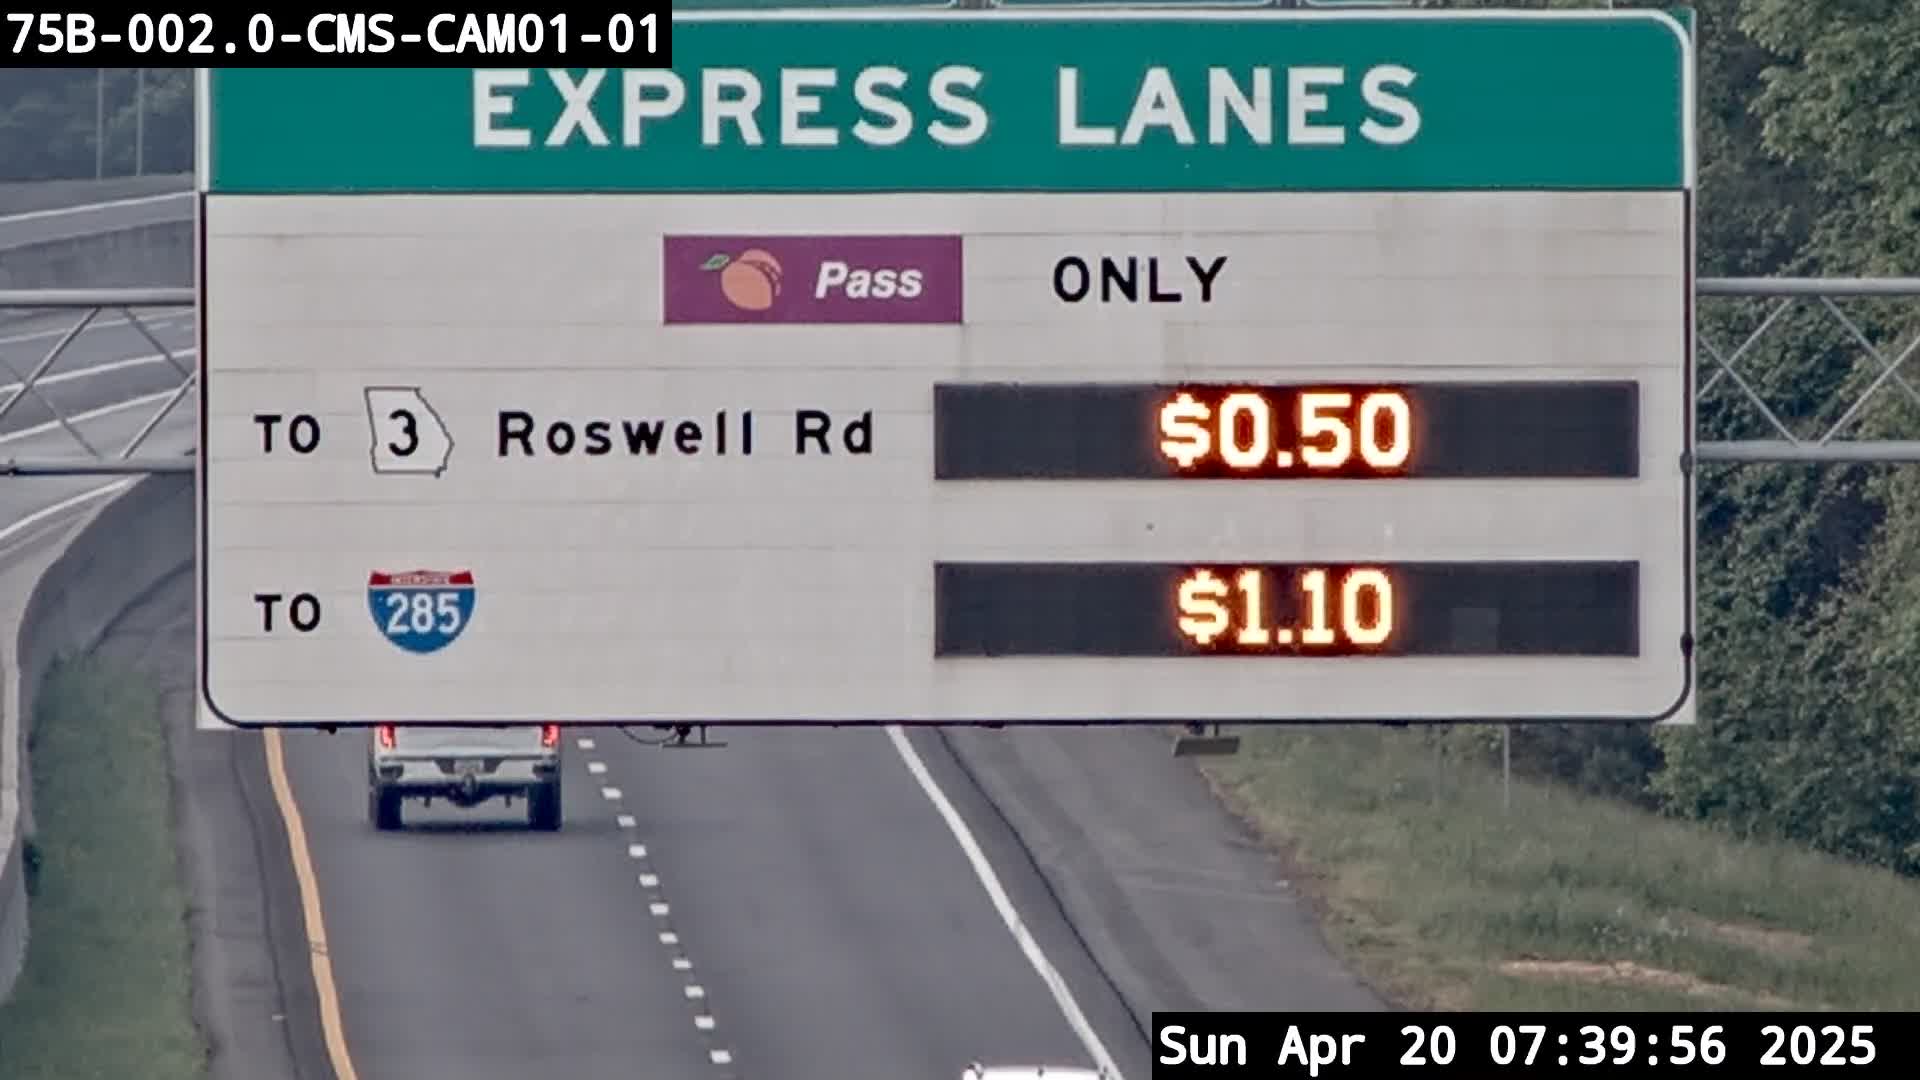 75B-002.0-CMS-CAM01-01
EXPRESS LANES
Pass ONLY
TO 3 Roswell Rd $0.50
TO 285 $1.10
Sun Apr 20 07:39:56 2025